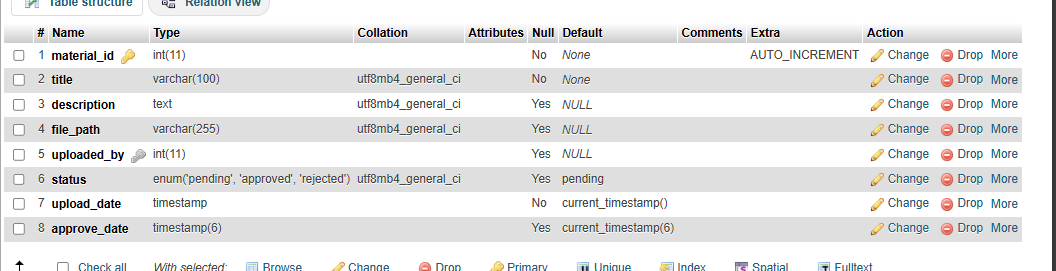 Table structure Relation view
# Name Type Collation Attributes Null Default Comments Extra Action
1 material_id int(11) No None AUTO_INCREMENT Change Drop More
2 title varchar(100) utf8mb4_general_ci No None Change Drop More
3 description text utf8mb4_general_ci Yes NULL Change Drop More
4 file_path varchar(255) utf8mb4_general_ci Yes NULL Change Drop More
5 uploaded_by int(11) Yes NULL Change Drop More
6 status enum('pending', 'approved', 'rejected') utf8mb4_general_ci Yes pending Change Drop More
7 upload_date timestamp No current_timestamp() Change Drop More
8 approve_date timestamp(6) Yes current_timestamp(6) Change Drop More
Check all With selected: Browse Change Drop Primary Unique Index Spatial Fulltext